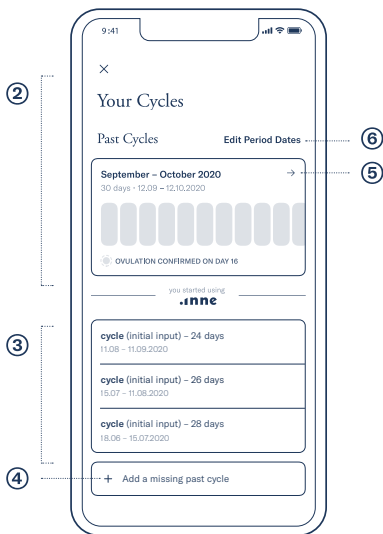 9:41
②
×
Your Cycles
Past Cycles
Edit Period Dates
⑥
September – October 2020
→
⑤
30 days • 12.09 – 12.10.2020
OVULATION CONFIRMED ON DAY 16
you started using
.inne
③
cycle (initial input) – 24 days
11.08 – 11.09.2020
cycle (initial input) – 26 days
15.07 – 11.08.2020
cycle (initial input) – 28 days
18.06 – 15.07.2020
④
+ Add a missing past cycle